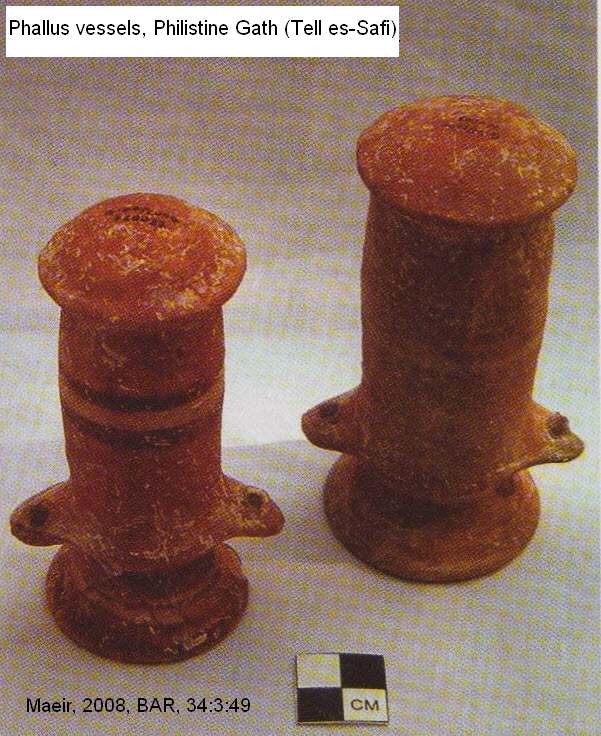 Phallus vessels, Philistine Gath (Tell es-Safi)
CM
Maeir, 2008, BAR, 34:3:49